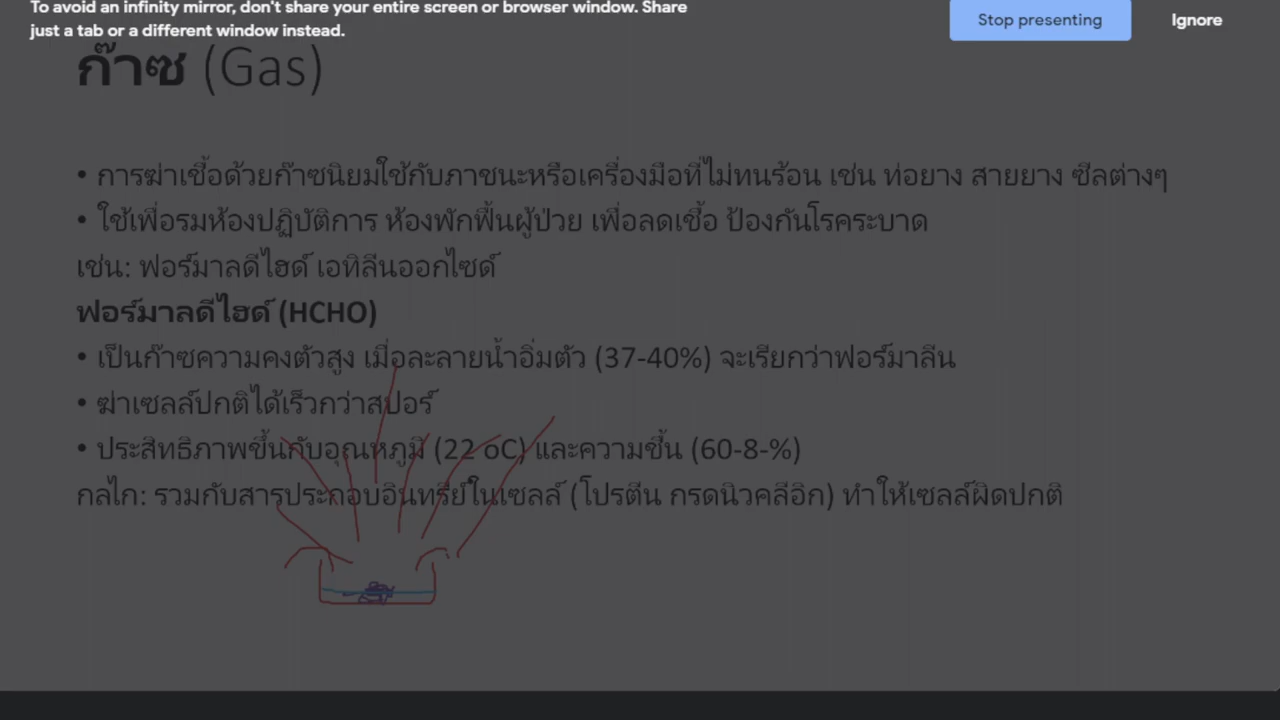 To avoid an infinity mirror, don't share your entire screen or browser window. Share
just a tab or a different window instead.
Stop presenting
Ignore
ก๊าซ (Gas)
• การฆ่าเชื้อด้วยก๊าซนิยมใช้กับภาชนะหรือเครื่องมือที่ไม่ทนร้อน เช่น ท่อยาง สายยาง ซีลต่างๆ
• ใช้เพื่อรมห้องปฏิบัติการ ห้องพักฟื้นผู้ป่วย เพื่อลดเชื้อ ป้องกันโรคระบาด
เช่น: ฟอร์มาลดีไฮด์ เอทิลีนออกไซด์
ฟอร์มาลดีไฮด์ (HCHO)
• เป็นก๊าซความคงตัวสูง เมื่อละลายน้ำอิ่มตัว (37-40%) จะเรียกว่าฟอร์มาลีน
• ฆ่าเซลล์ปกติได้เร็วกว่าสปอร์
• ประสิทธิภาพขึ้นกับอุณหภูมิ (22 oC) และความชื้น (60-8-%)
กลไก: รวมกับสารประกอบอินทรีย์ในเซลล์ (โปรตีน กรดนิวคลีอิก) ทำให้เซลล์ผิดปกติ